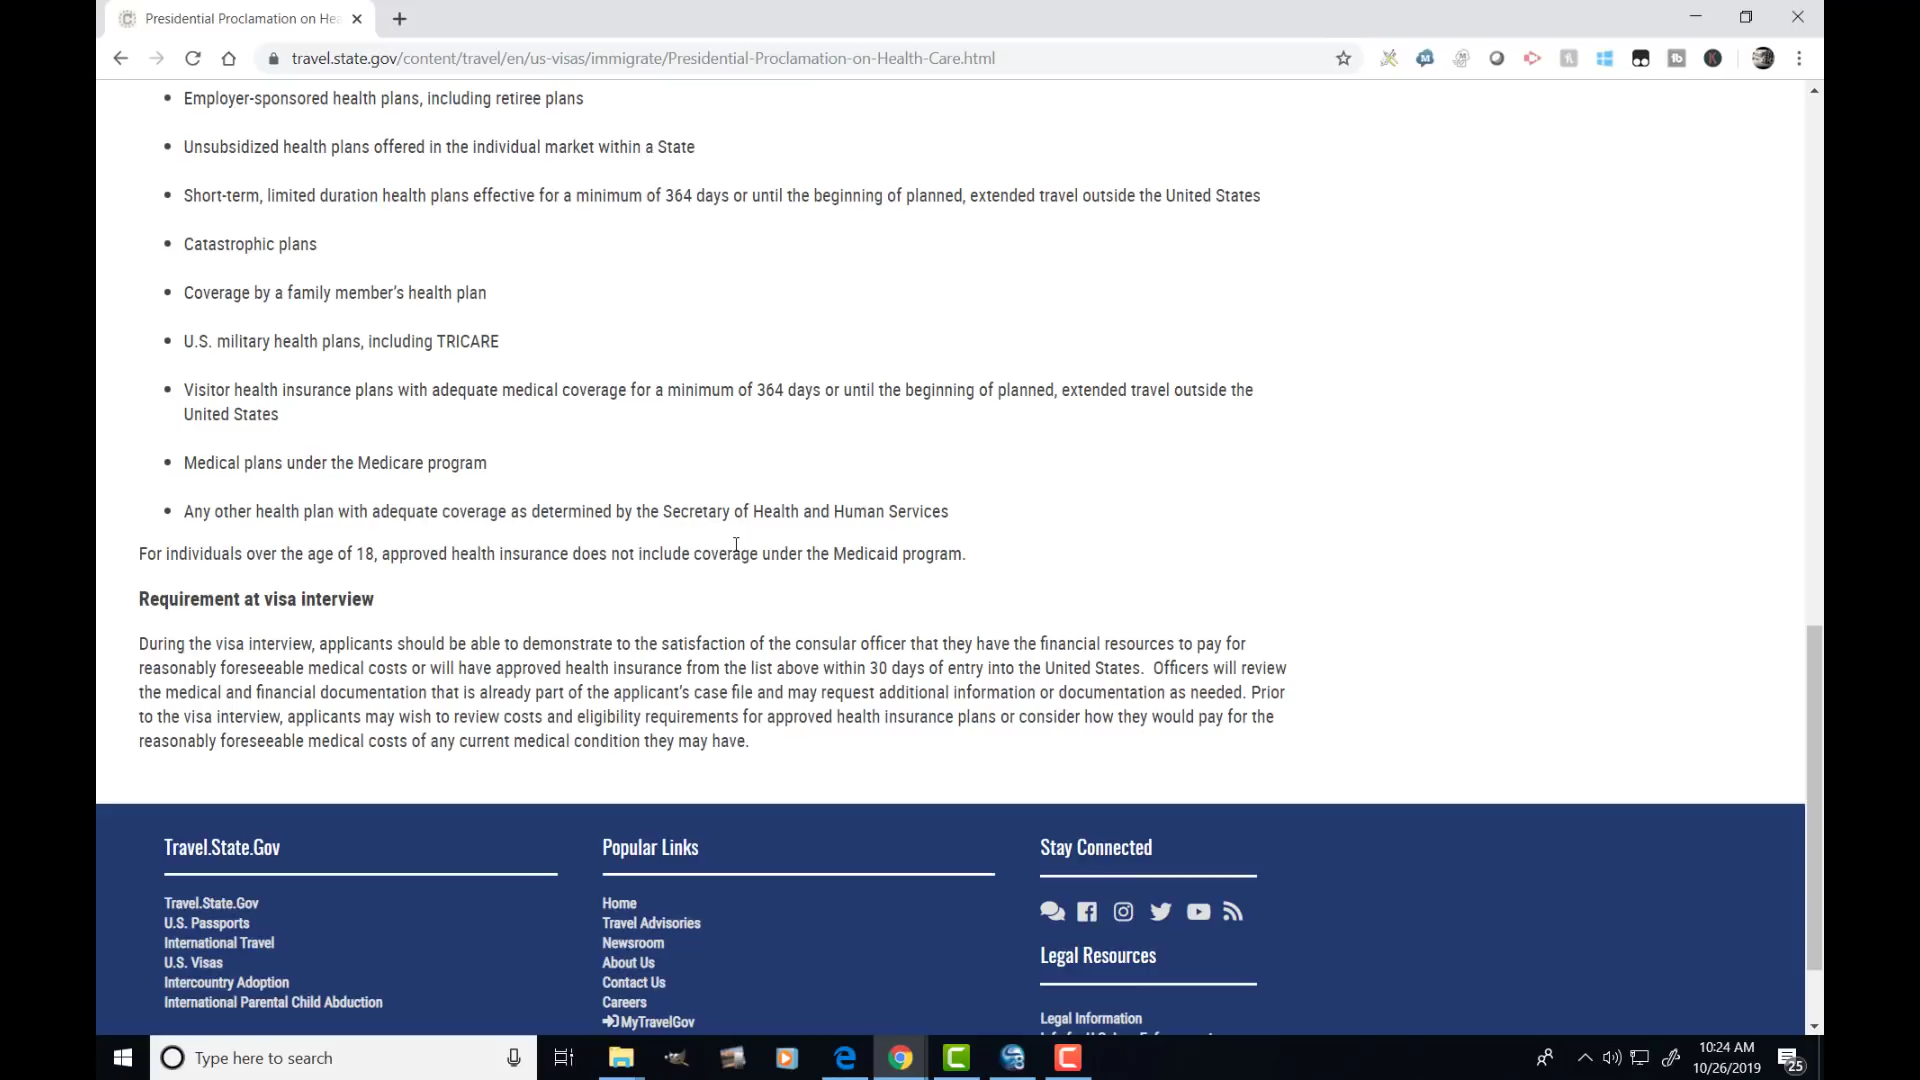 Presidential Proclamation on Hea
travel.state.gov/content/travel/en/us-visas/immigrate/Presidential-Proclamation-on-Health-Care.html
Employer-sponsored health plans, including retiree plans
Unsubsidized health plans offered in the individual market within a State
Short-term, limited duration health plans effective for a minimum of 364 days or until the beginning of planned, extended travel outside the United States
Catastrophic plans
Coverage by a family member's health plan
U.S. military health plans, including TRICARE
Visitor health insurance plans with adequate medical coverage for a minimum of 364 days or until the beginning of planned, extended travel outside the
United States
Medical plans under the Medicare program
Any other health plan with adequate coverage as determined by the Secretary of Health and Human Services
For individuals over the age of 18, approved health insurance does not include coverage under the Medicaid program.
Requirement at visa interview
During the visa interview, applicants should be able to demonstrate to the satisfaction of the consular officer that they have the financial resources to pay for
reasonably foreseeable medical costs or will have approved health insurance from the list above within 30 days of entry into the United States.  Officers will review
the medical and financial documentation that is already part of the applicant's case file and may request additional information or documentation as needed. Prior
to the visa interview, applicants may wish to review costs and eligibility requirements for approved health insurance plans or consider how they would pay for the
reasonably foreseeable medical costs of any current medical condition they may have.
Travel.State.Gov
Travel.State.Gov
U.S. Passports
International Travel
U.S. Visas
Intercountry Adoption
International Parental Child Abduction
Popular Links
Home
Travel Advisories
Newsroom
About Us
Contact Us
Careers
MyTravelGov
Stay Connected
Legal Resources
Legal Information
Type here to search
10:24 AM
10/26/2019
25